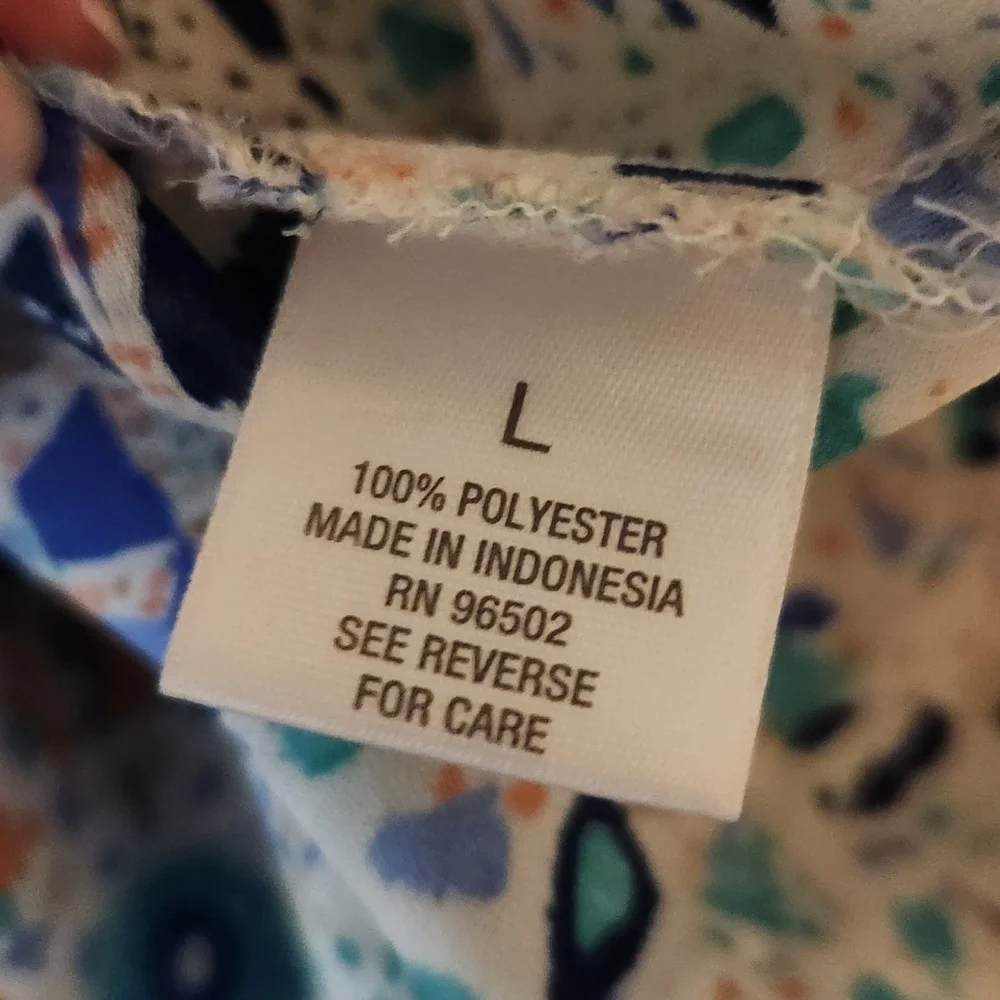 L
100% POLYESTER
MADE IN INDONESIA
RN 96502
SEE REVERSE
FOR CARE